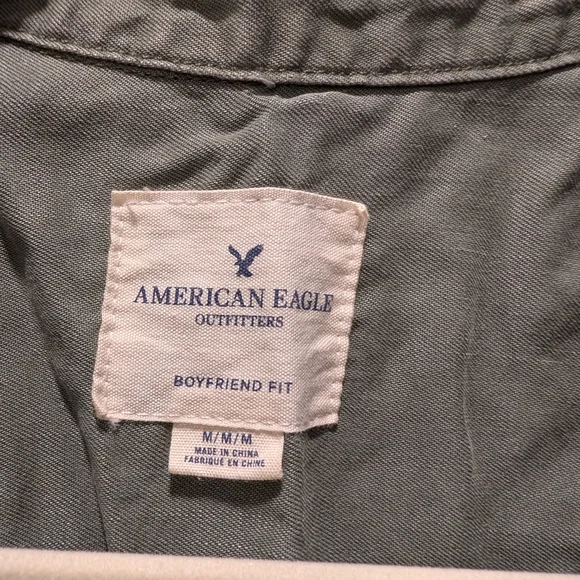 AMERICAN EAGLE
OUTFITTERS
BOYFRIEND FIT
M/M/M
MADE IN CHINA
FABRIQUÉ EN CHINE